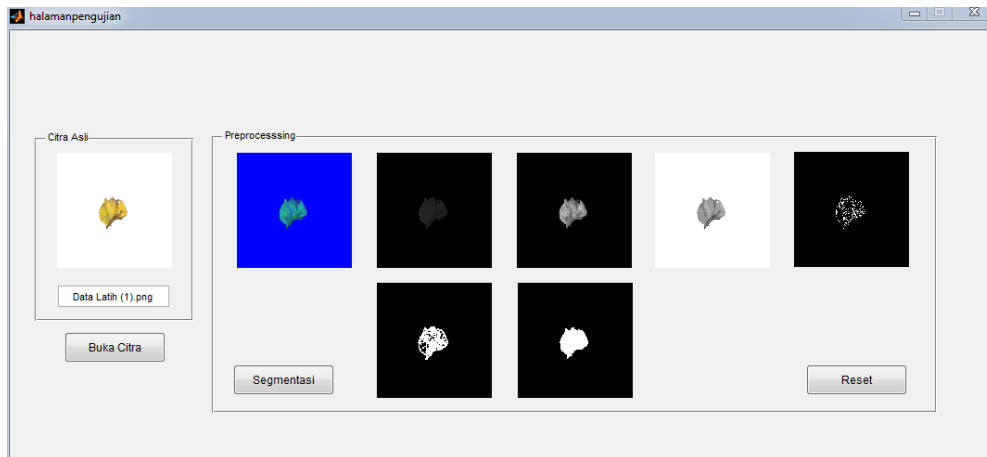 halamanpengujian
Citra Asli
Data Latih (1).png
Buka Citra
Preprocesssing
Segmentasi
Reset